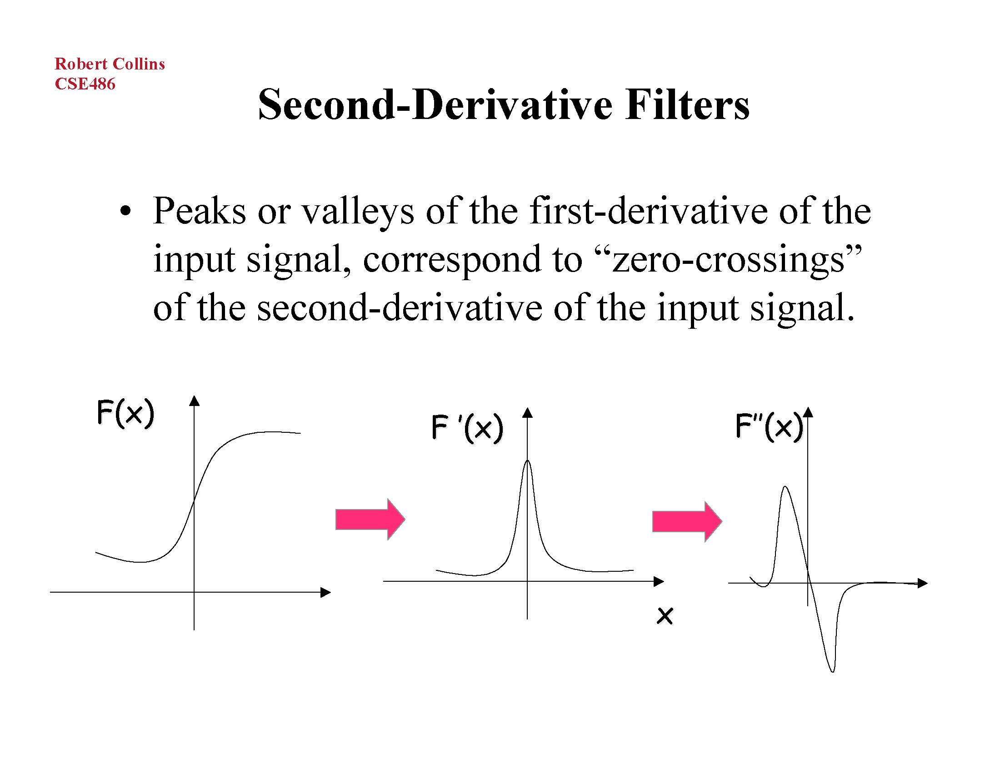 Robert Collins
CSE486
Second-Derivative Filters
• Peaks or valleys of the first-derivative of the
input signal, correspond to “zero-crossings”
of the second-derivative of the input signal.
F(x)
F '(x)
F''(x)
x